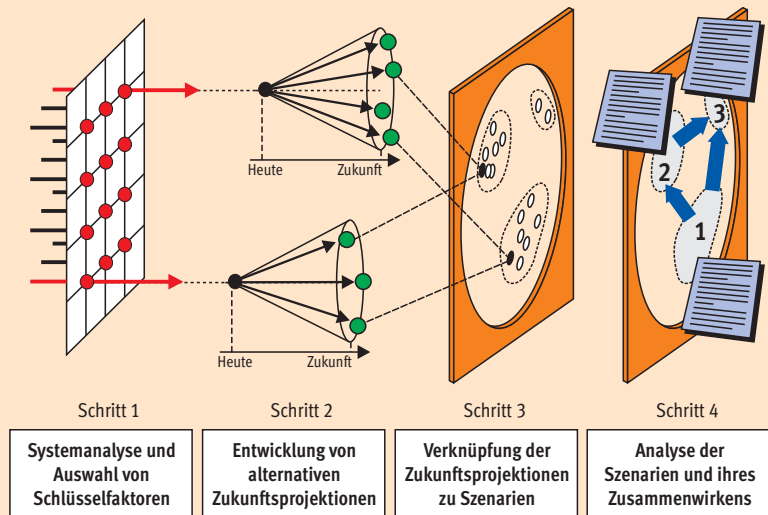 Heute
Zukunft
Heute
Zukunft
3
2
1
Schritt 1
Systemanalyse und
Auswahl von
Schlüsselfaktoren
Schritt 2
Entwicklung von
alternativen
Zukunftsprojektionen
Schritt 3
Verknüpfung der
Zukunftsprojektionen
zu Szenarien
Schritt 4
Analyse der
Szenarien und ihres
Zusammenwirkens